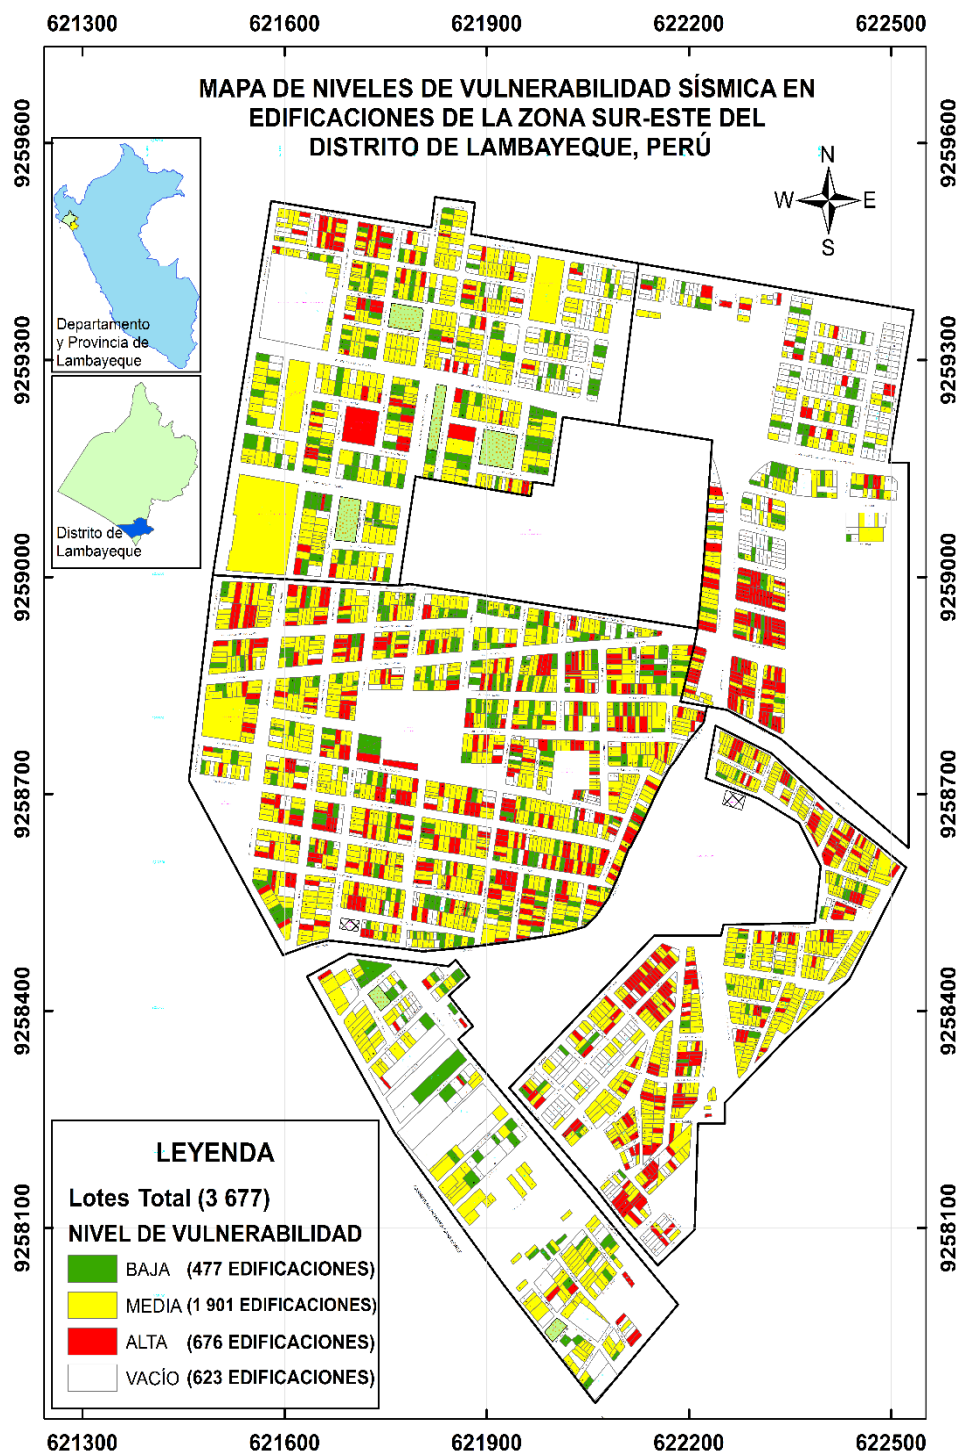 621300 621600 621900 622200 622500
MAPA DE NIVELES DE VULNERABILIDAD SÍSMICA EN
EDIFICACIONES DE LA ZONA SUR-ESTE DEL
DISTRITO DE LAMBAYEQUE, PERÚ
N
W E
S
Departamento
y Provincia de
Lambayeque
Distrito de
Lambayeque
9259600
9259300
9259000
9258700
9258400
9258100
9259600
9259300
9259000
9258700
9258400
9258100
LEYENDA
Lotes Total (3 677)
NIVEL DE VULNERABILIDAD
BAJA (477 EDIFICACIONES)
MEDIA (1 901 EDIFICACIONES)
ALTA (676 EDIFICACIONES)
VACÍO (623 EDIFICACIONES)
621300 621600 621900 622200 622500